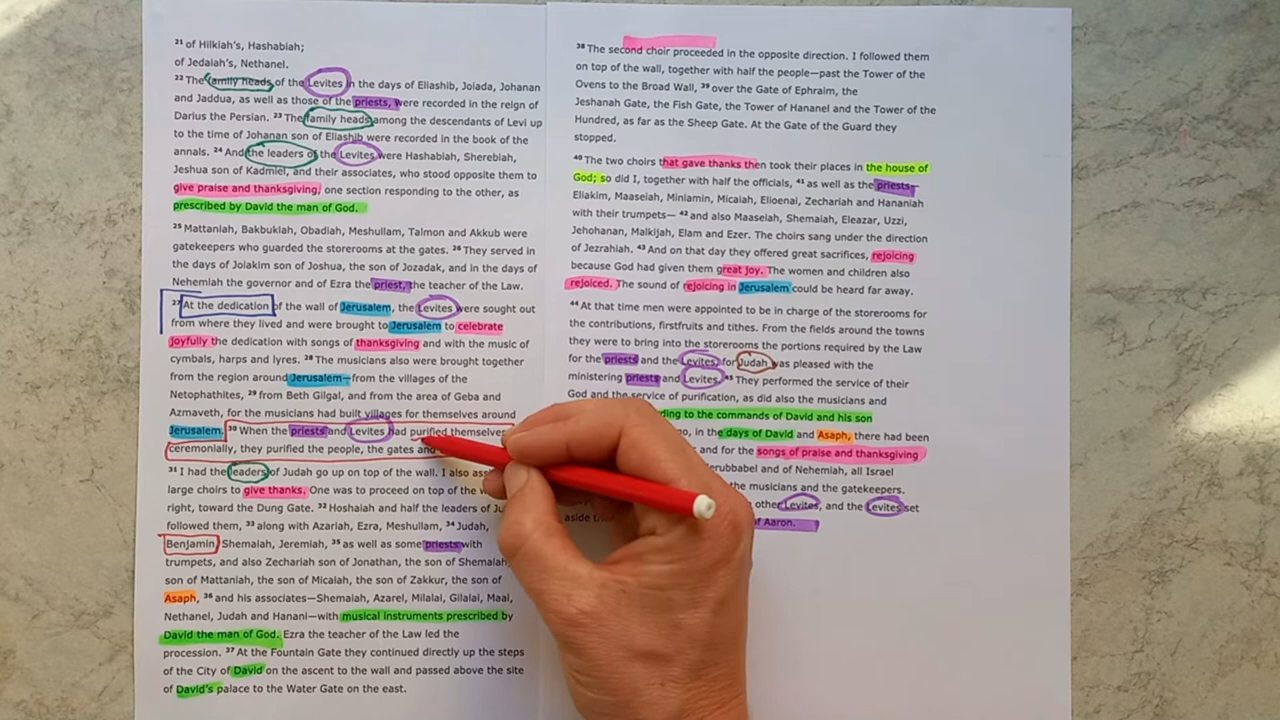 21 of Hilkiah's, Hashabiah;
of Jedaiah's, Nethanel.
22 The family heads of the Levites in the days of Eliashib, Joiada, Johanan
and Jaddua, as well as those of the priests, were recorded in the reign of
Darius the Persian. 23 The family heads among the descendants of Levi up
to the time of Johanan son of Eliashib were recorded in the book of the
annals. 24 And the leaders of the Levites were Hashabiah, Sherebiah,
Jeshua son of Kadmiel, and their associates, who stood opposite them to
give praise and thanksgiving, one section responding to the other, as
prescribed by David the man of God.
25 Mattaniah, Bakbukiah, Obadiah, Meshullam, Talmon and Akkub were
gatekeepers who guarded the storerooms at the gates. 26 They served in
the days of Joiakim son of Joshua, the son of Jozadak, and in the days of
Nehemiah the governor and of Ezra the priest, the teacher of the Law.
27 At the dedication of the wall of Jerusalem, the Levites were sought out
from where they lived and were brought to Jerusalem to celebrate
joyfully the dedication with songs of thanksgiving and with the music of
cymbals, harps and lyres. 28 The musicians also were brought together
from the region around Jerusalem—from the villages of the
Netophathites, 29 from Beth Gilgal, and from the area of Geba and
Azmaveth, for the musicians had built villages for themselves around
Jerusalem. 30 When the priests and Levites had purified themselves
ceremonially, they purified the people, the gates and
31 I had the leaders of Judah go up on top of the wall. I also
large choirs to give thanks. One was to proceed on top of the
right, toward the Dung Gate. 32 Hoshaiah and half the leaders of
followed them, 33 along with Azariah, Ezra, Meshullam, 34 Judah,
Benjamin, Shemaiah, Jeremiah, 35 as well as some priests with
trumpets, and also Zechariah son of Jonathan, the son of Shemaiah,
son of Mattaniah, the son of Micaiah, the son of Zakkur, the son of
Asaph, 36 and his associates—Shemaiah, Azarel, Milalai, Gilalai, Maai,
Nethanel, Judah and Hanani—with musical instruments prescribed by
David the man of God. Ezra the teacher of the Law led the
procession. 37 At the Fountain Gate they continued directly up the steps
of the City of David on the ascent to the wall and passed above the site
of David's palace to the Water Gate on the east.
38 The second choir proceeded in the opposite direction. I followed them
on top of the wall, together with half the people—past the Tower of the
Ovens to the Broad Wall, 39 over the Gate of Ephraim, the
Jeshanah Gate, the Fish Gate, the Tower of Hananel and the Tower of the
Hundred, as far as the Sheep Gate. At the Gate of the Guard they
stopped.
40 The two choirs that gave thanks then took their places in the house of
God; so did I, together with half the officials, 41 as well as the priests—
Eliakim, Maaseiah, Miniamin, Micaiah, Elioenai, Zechariah and Hananiah
with their trumpets— 42 and also Maaseiah, Shemaiah, Eleazar, Uzzi,
Jehohanan, Malkijah, Elam and Ezer. The choirs sang under the direction
of Jezrahiah. 43 And on that day they offered great sacrifices, rejoicing
because God had given them great joy. The women and children also
rejoiced. The sound of rejoicing in Jerusalem could be heard far away.
44 At that time men were appointed to be in charge of the storerooms for
the contributions, firstfruits and tithes. From the fields around the towns
they were to bring into the storerooms the portions required by the Law
for the priests and the Levites, for Judah was pleased with the
ministering priests and Levites. 45 They performed the service of their
God and the service of purification, as did also the musicians and
ding to the commands of David and his son
in the days of David and Asaph, there had been
and for the songs of praise and thanksgiving
erubbabel and of Nehemiah, all Israel
the musicians and the gatekeepers.
other Levites, and the Levites set
aside of Aaron.